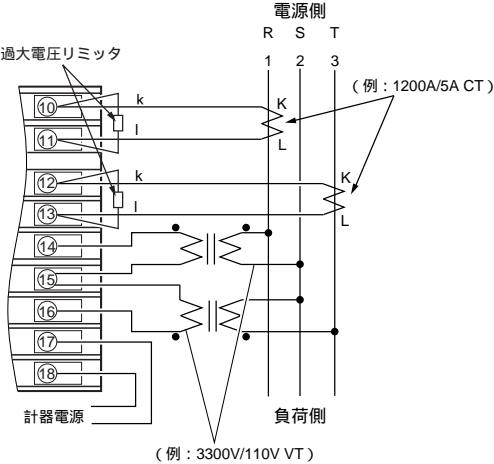 電源側
R S T
1 2 3
過大電圧リミッタ
(例:1200A/5A CT)
10 k K
11 l L
12 k K
13 l L
14
15
16
17
18
計器電源
負荷側
(例:3300V/110V VT)